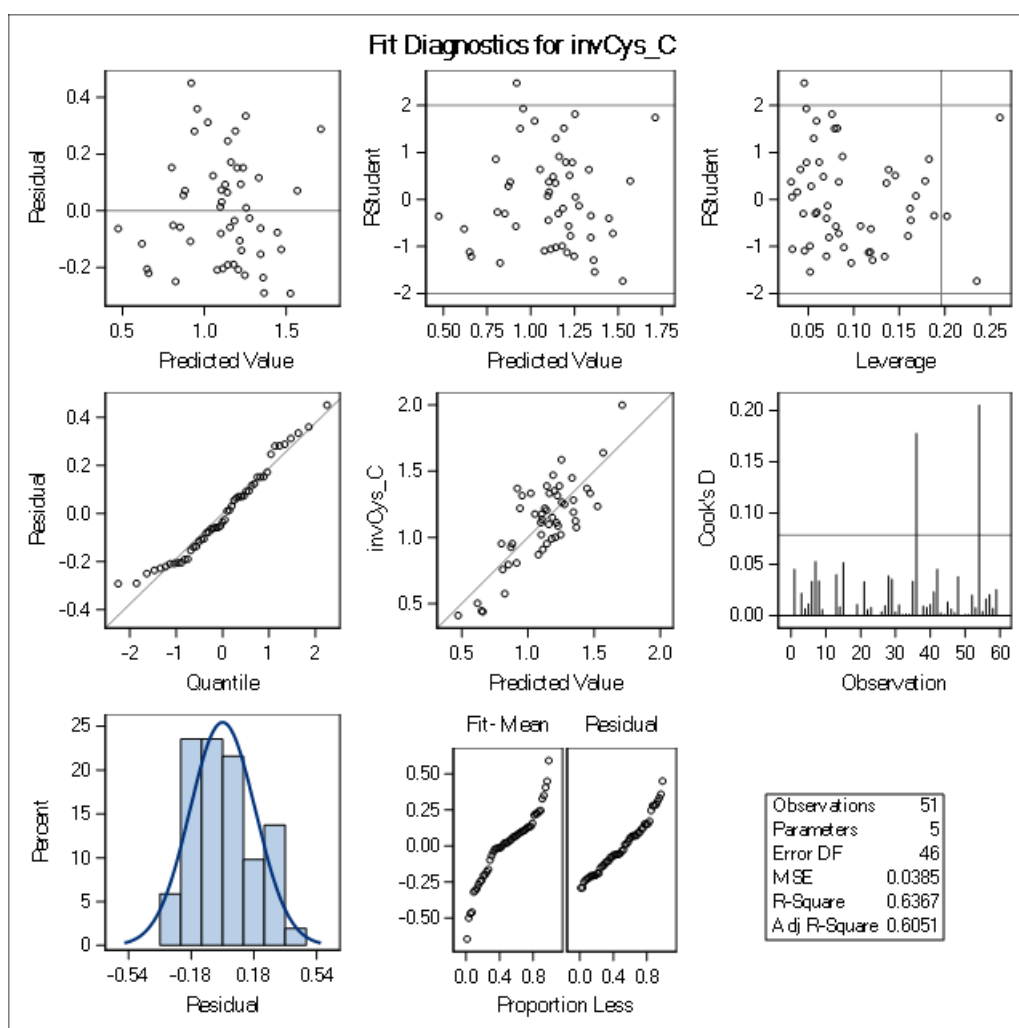 Fit Diagnostics for invCys_C
0.4
0.2
0.0
-0.2
Residual
0.5 1.0 1.5
Predicted Value
2
1
0
-1
-2
RStudent
0.50 0.75 1.00 1.25 1.50 1.75
Predicted Value
2
1
0
-1
-2
RStudent
0.05 0.10 0.15 0.20 0.25
Leverage
0.4
0.2
0.0
-0.2
-0.4
Residual
-2 -1 0 1 2
Quantile
2.0
1.5
1.0
0.5
invCys_C
0.5 1.0 1.5 2.0
Predicted Value
0.20
0.15
0.10
0.05
0.00
Cook's D
0 10 20 30 40 50 60
Observation
25
20
15
10
5
0
Percent
-0.54 -0.18 0.18 0.54
Residual
Fit-Mean Residual
0.50
0.25
0.00
-0.25
-0.50
0.0 0.4 0.8 0.0 0.4 0.8
Proportion Less
Observations 51
Parameters 5
Error DF 46
MSE 0.0385
R-Square 0.6367
Adj R-Square 0.6051